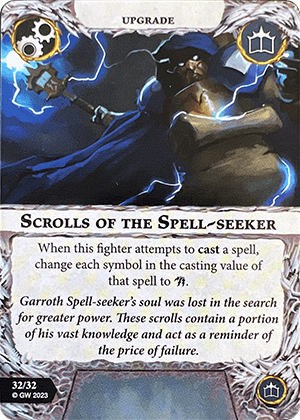 UPGRADE
SCROLLS OF THE SPELL-SEEKER
When this fighter attempts to cast a spell,
change each symbol in the casting value of
that spell to .
Garroth Spell-seeker's soul was lost in the search
for greater power. These scrolls contain a portion
of his vast knowledge and act as a reminder of
the price of failure.
32/32
© GW 2023